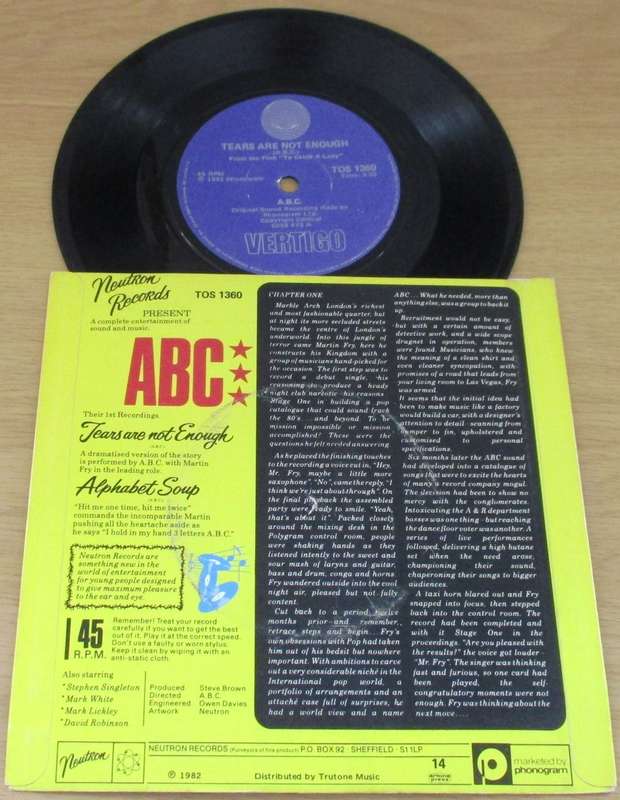 TEARS ARE NOT ENOUGH
(A.B.C.)
From the Film "To Catch A Lady"
45 RPM
TOS 1360
A.B.C.
Original Sound Recording Made by
Phonogram Ltd.
Copyright Control
VERTIGO
Neutron
Records
TOS 1360
PRESENT
A complete entertainment of
sound and music.
ABC
Their 1st Recordings.
Tears are not Enough
A dramatised version of the story
is performed by A.B.C. with Martin
Fry in the leading role.
Alphabet Soup
"Hit me one time, hit me twice"
commands the incomparable Martin
pushing all the heartache aside as
he says "I hold in my hand 3 letters A.B.C."
Neutron Records are
something new in the
world of entertainment
for young people designed
to give maximum pleasure
to the ear and eye.
45
R.P.M.
Remember! Treat your record
carefully if you want to get the best
out of it. Play it at the correct speed.
Don't use a faulty or worn stylus.
Keep it clean by wiping it with an
anti-static cloth.
Also starring
*Stephen Singleton
*Mark White
*Mark Lickley
*David Robinson
Produced Steve Brown
Directed A.B.C.
Engineered Owen Davies
Artwork Neutron
CHAPTER ONE
Marble Arch London's richest
and most fashionable quarter, but
at night its more secluded streets
became the centre of London's
underworld. Into this jungle of
terror came Martin Fry, here he
constructs his Kingdom with a
group of musicians hand-picked for
the occasion. The first step was to
record a debut single, his
reasoning to produce a heady
night club narcotic his reasons
Stage One in building a pop
catalogue that could sound track
the 80's... and beyond. To be
mission impossible or mission
accomplished! These were the
questions he felt needed answering.
As he placed the finishing touches
to the recording a voice cut in, "Hey,
Mr. Fry, maybe a little more
saxophone". "No", came the reply, "I
think we're just about through". On
the final playback the assembled
party were ready to smile. "Yeah,
that's about it". Packed closely
around the mixing desk in the
Polygram control room, people
were shaking hands as they
listened intently to the sweet and
sour mash of larynx and guitar,
bass and drum, conga and horns.
Fry wandered outside into the cool
night air, pleased but not fully
content.
Cut back to a period three
months prior and remember,
retrace steps and begin... Fry's
own obsessions with Pop had taken
him out of his bedsit but nowhere
important. With ambitions to carve
out a very considerable niche in the
International pop world, a
portfolio of arrangements and an
attaché case full of surprises, he
had a world view and a name
ABC... What he needed, more than
anything else, was a group to back it
up.
Recruitment would not be easy,
but with a certain amount of
detective work, and a wide scope
dragnet in operation, members
were found. Musicians, who knew
the meaning of a clean shirt and
even cleaner syncopation, with
promises of a road that leads from
your living room to Las Vegas, Fry
was armed.
It seems that the initial idea had
been to make music like a factory
would build a car, with a designer's
attention to detail scanning from
bumper to fin, upholstered and
customised to personal
specifications.
Six months later the ABC sound
had developed into a catalogue of
songs that were to excite the hearts
of many a record company mogul.
The decision had been to show no
mercy with the conglomerates.
Intoxicating the A & R department
bosses was one thing but reaching
the dance floor voter was another. A
series of live performances
followed, delivering a high butane
set when the need arose,
championing their sound,
chaperoning their songs to bigger
audiences.
A taxi horn blared out and Fry
snapped into focus, then stepped
back into the control room. The
record had been completed and
with it Stage One in the
proceedings. "Are you pleased with
the results?" the voice got louder
"Mr. Fry". The singer was thinking
fast and furious, so one card had
been played, the self-
congratulatory moments were not
enough. Fry was thinking about the
next move....
Neutron
NEUTRON RECORDS (Purveyors of fine product) P.O. BOX 92 · SHEFFIELD · S1 1LP
℗ 1982
Distributed by Trutone Music
14
marketed by
phonogram